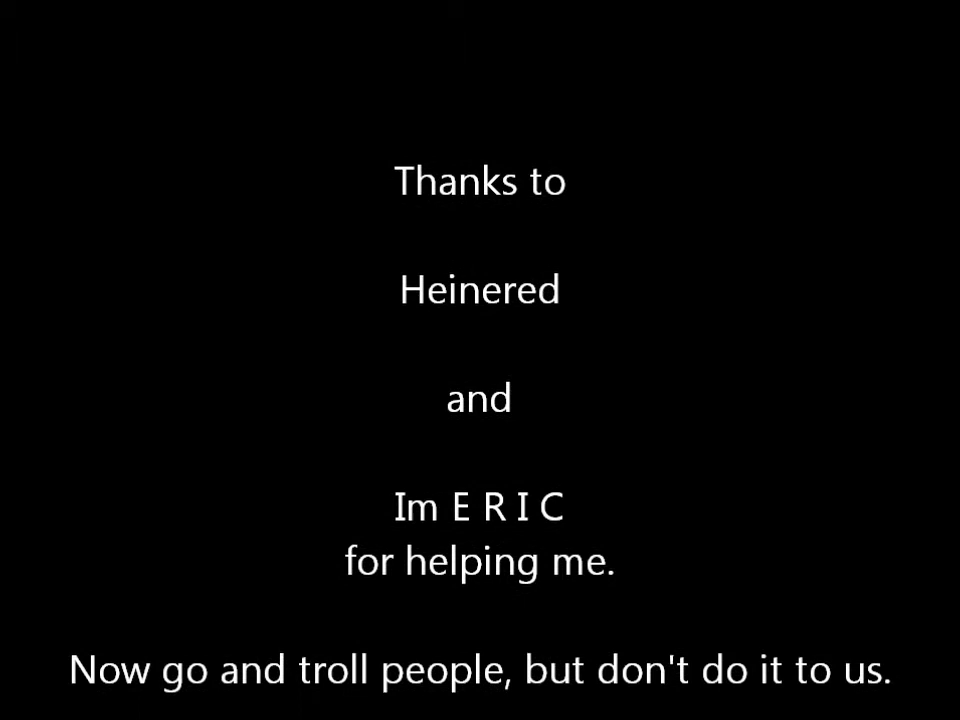 Thanks to
Heinered
and
Im E R I C
for helping me.
Now go and troll people, but don't do it to us.